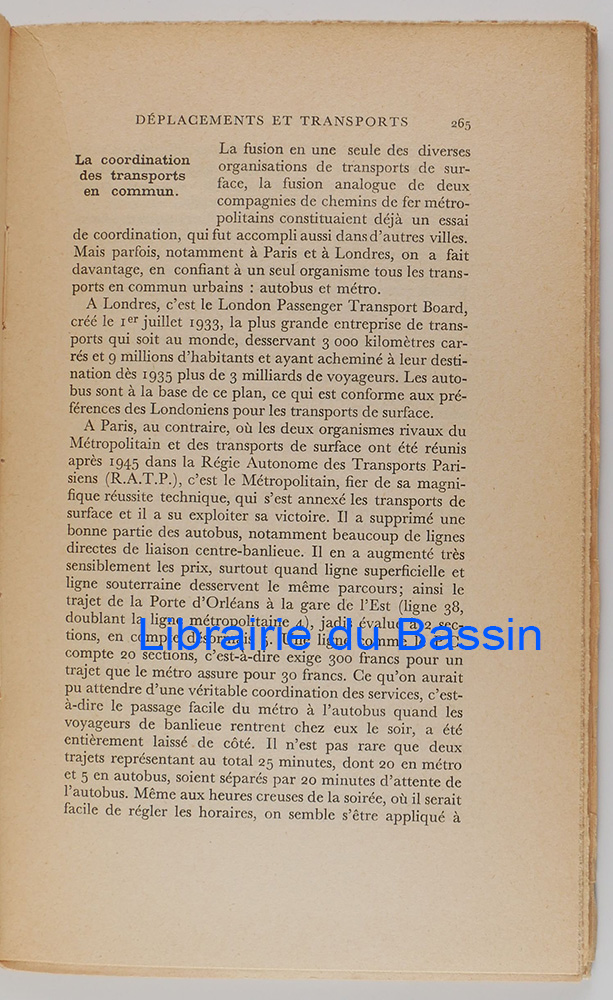 DÉPLACEMENTS ET TRANSPORTS 265
La coordination
des transports
en commun.
La fusion en une seule des diverses
organisations de transports de sur-
face, la fusion analogue de deux
compagnies de chemins de fer métro-
politains constituaient déjà un essai
de coordination, qui fut accompli aussi dans d'autres villes.
Mais parfois, notamment à Paris et à Londres, on a fait
davantage, en confiant à un seul organisme tous les trans-
ports en commun urbains : autobus et métro.
A Londres, c'est le London Passenger Transport Board,
créé le 1er juillet 1933, la plus grande entreprise de trans-
ports qui soit au monde, desservant 3 000 kilomètres car-
rés et 9 millions d'habitants et ayant acheminé à leur desti-
nation dès 1935 plus de 3 milliards de voyageurs. Les auto-
bus sont à la base de ce plan, ce qui est conforme aux pré-
férences des Londoniens pour les transports de surface.
A Paris, au contraire, où les deux organismes rivaux du
Métropolitain et des transports de surface ont été réunis
après 1945 dans la Régie Autonome des Transports Pari-
siens (R.A.T.P.), c'est le Métropolitain, fier de sa magni-
fique réussite technique, qui s'est annexé les transports de
surface et il a su exploiter sa victoire. Il a supprimé une
bonne partie des autobus, notamment beaucoup de lignes
directes de liaison centre-banlieue. Il en a augmenté très
sensiblement les prix, surtout quand ligne superficielle et
ligne souterraine desservent le même parcours; ainsi le
trajet de la Porte d'Orléans à la gare de l'Est (ligne 38,
doublant la ligne métropolitaine 4), jadis évalué à 2 sec-
tions, en compte désormais 5. Une ligne comme
compte 20 sections, c'est-à-dire exige 300 francs pour un
trajet que le métro assure pour 30 francs. Ce qu'on aurait
pu attendre d'une véritable coordination des services, c'est-
à-dire le passage facile du métro à l'autobus quand les
voyageurs de banlieue rentrent chez eux le soir, a été
entièrement laissé de côté. Il n'est pas rare que deux
trajets représentant au total 25 minutes, dont 20 en métro
et 5 en autobus, soient séparés par 20 minutes d'attente de
l'autobus. Même aux heures creuses de la soirée, où il serait
facile de régler les horaires, on semble s'être appliqué à
Librairie du Bassin